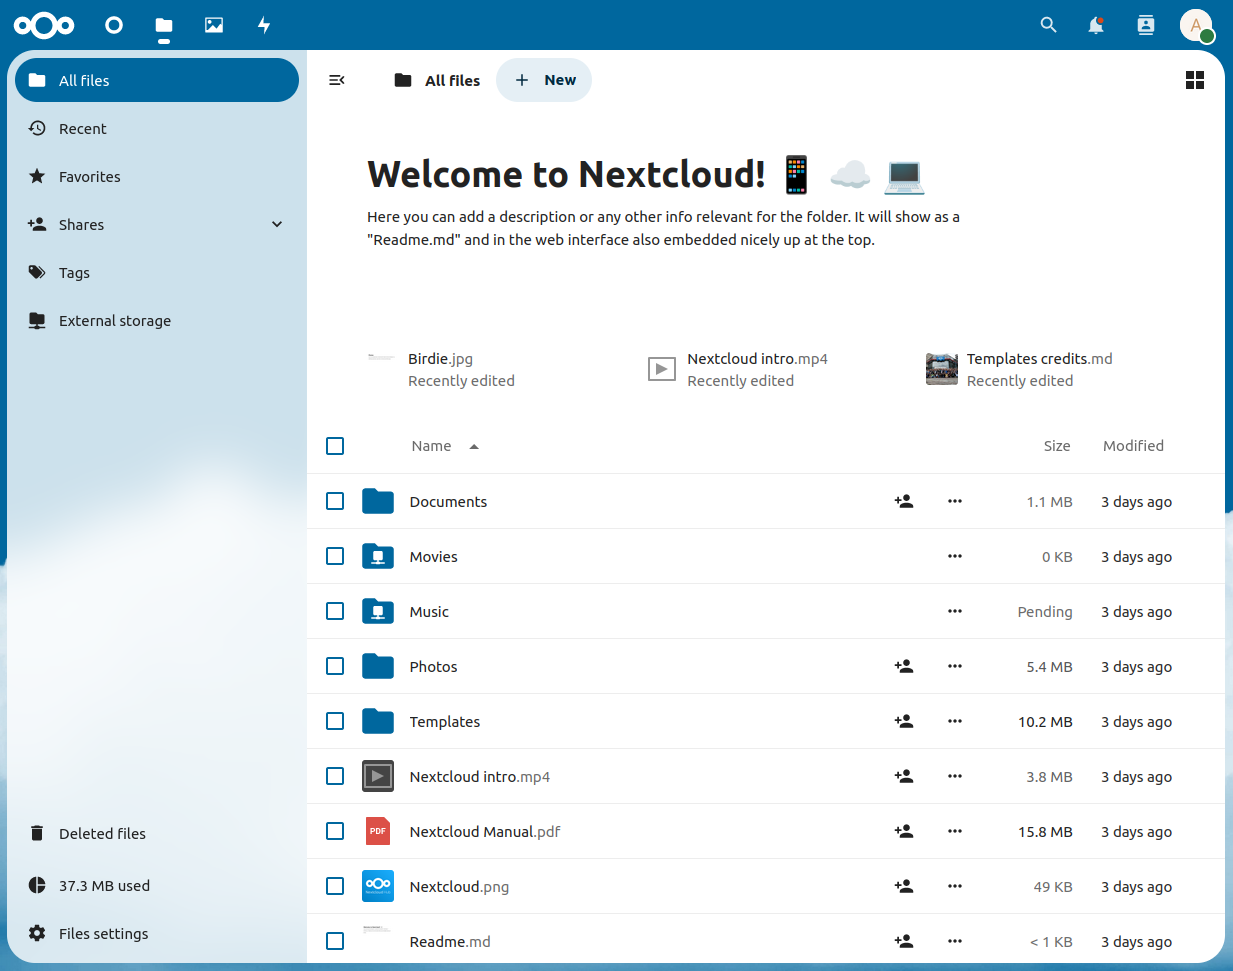 A
All files
Recent
Favorites
Shares
Tags
External storage
Deleted files
37.3 MB used
Files settings
All files
+ New
Welcome to Nextcloud! 📱 ☁️ 💻
Here you can add a description or any other info relevant for the folder. It will show as a
"Readme.md" and in the web interface also embedded nicely up at the top.
Birdie.jpg
Recently edited
Nextcloud intro.mp4
Recently edited
Templates credits.md
Recently edited
Name Size Modified
Documents 1.1 MB 3 days ago
Movies 0 KB 3 days ago
Music Pending 3 days ago
Photos 5.4 MB 3 days ago
Templates 10.2 MB 3 days ago
Nextcloud intro.mp4 3.8 MB 3 days ago
PDF Nextcloud Manual.pdf 15.8 MB 3 days ago
Nextcloud.png 49 KB 3 days ago
Readme.md < 1 KB 3 days ago